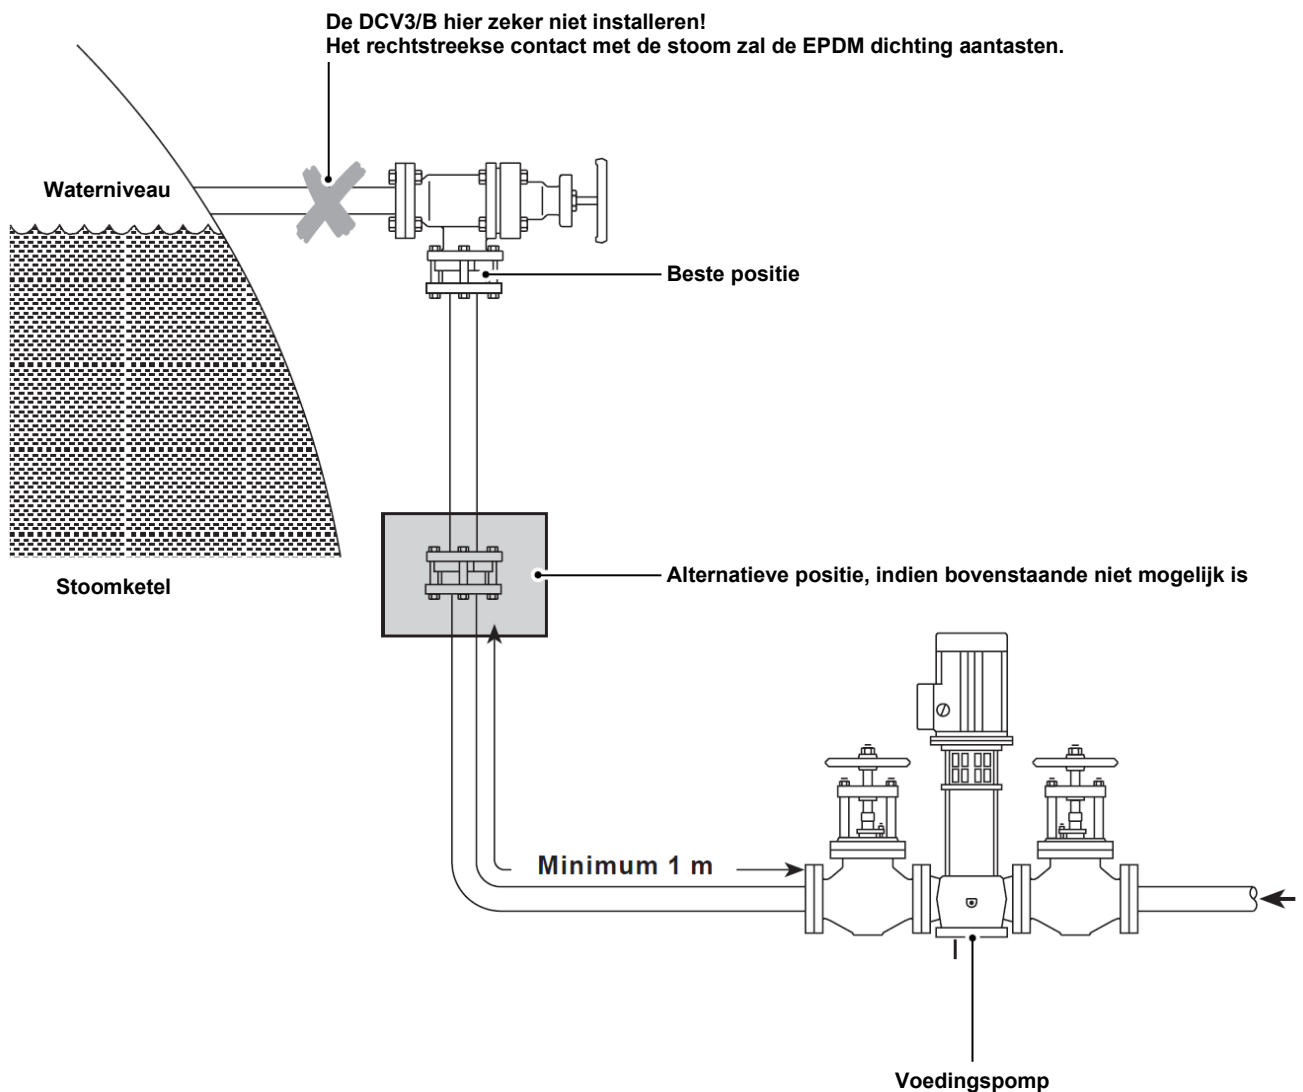 De DCV3/B hier zeker niet installeren!
Het rechtstreekse contact met de stoom zal de EPDM dichting aantasten.
Waterniveau
Beste positie
Alternatieve positie, indien bovenstaande niet mogelijk is
Stoomketel
Minimum 1 m
Voedingspomp